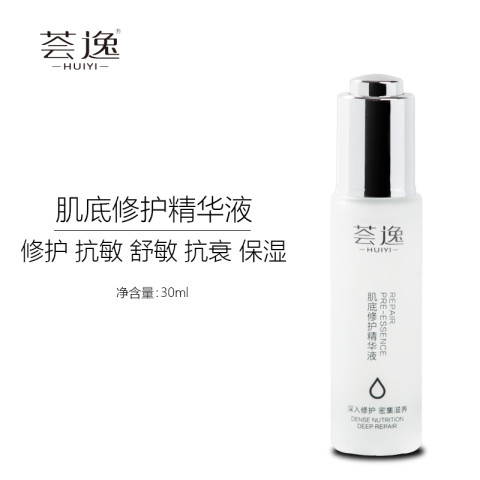 荟逸®
HUIYI
肌底修护精华液
修护 抗敏 舒敏 抗衰 保湿
净含量:30ml
荟逸
HUIYI
REPAIR
PRE-ESSENCE
肌底修护精华液
深入修护 密集滋养
DENSE NUTRITION
DEEP REPAIR